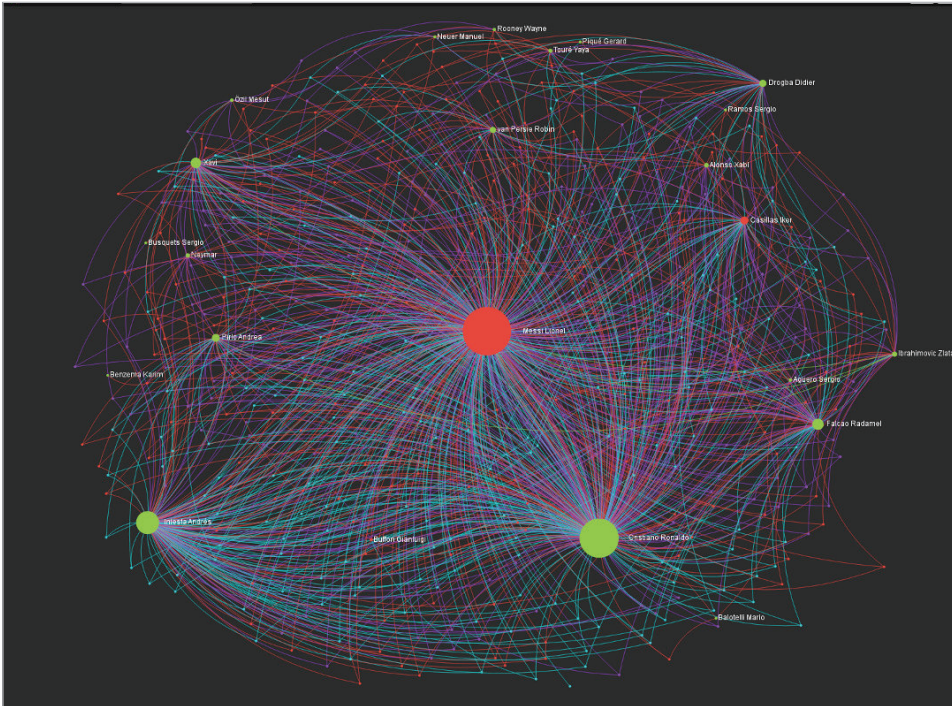 Rooney Wayne
Neuer Manuel
Piqué Gerard
Touré Yaya
Drogba Didier
Özil Mesut
Ramos Sergio
van Persie Robin
Xavi
Alonso Xabi
Casillas Iker
Busquets Sergio
Neymar
Messi Lionel
Pirlo Andrea
Ibrahimovic Zlata
Benzema Karim
Aguero Sergio
Falcao Radamel
Iniesta Andrés
Cristiano Ronaldo
Buffon Gianluigi
Balotelli Mario